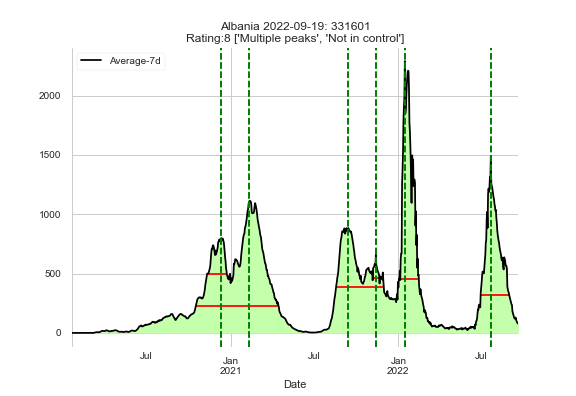 Albania 2022-09-19: 331601
Rating:8 ['Multiple peaks', 'Not in control']
Average-7d
2000
1500
1000
500
0
Jul
Jan
2021
Jul
Jan
2022
Jul
Date